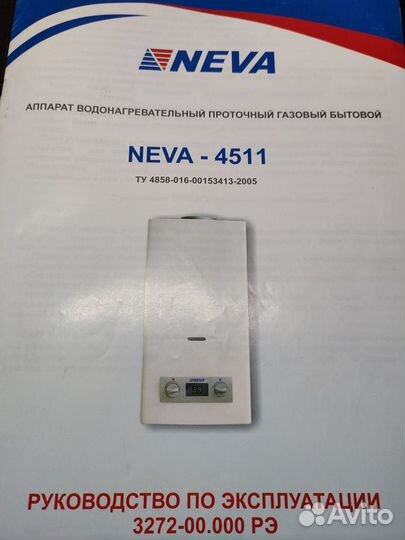 NEVA
АППАРАТ ВОДОНАГРЕВАТЕЛЬНЫЙ ПРОТОЧНЫЙ ГАЗОВЫЙ БЫТОВОЙ
NEVA - 4511
ТУ 4858-016-00153413-2005
NEVA
РУКОВОДСТВО ПО ЭКСПЛУАТАЦИИ
3272-00.000 РЭ
Avito